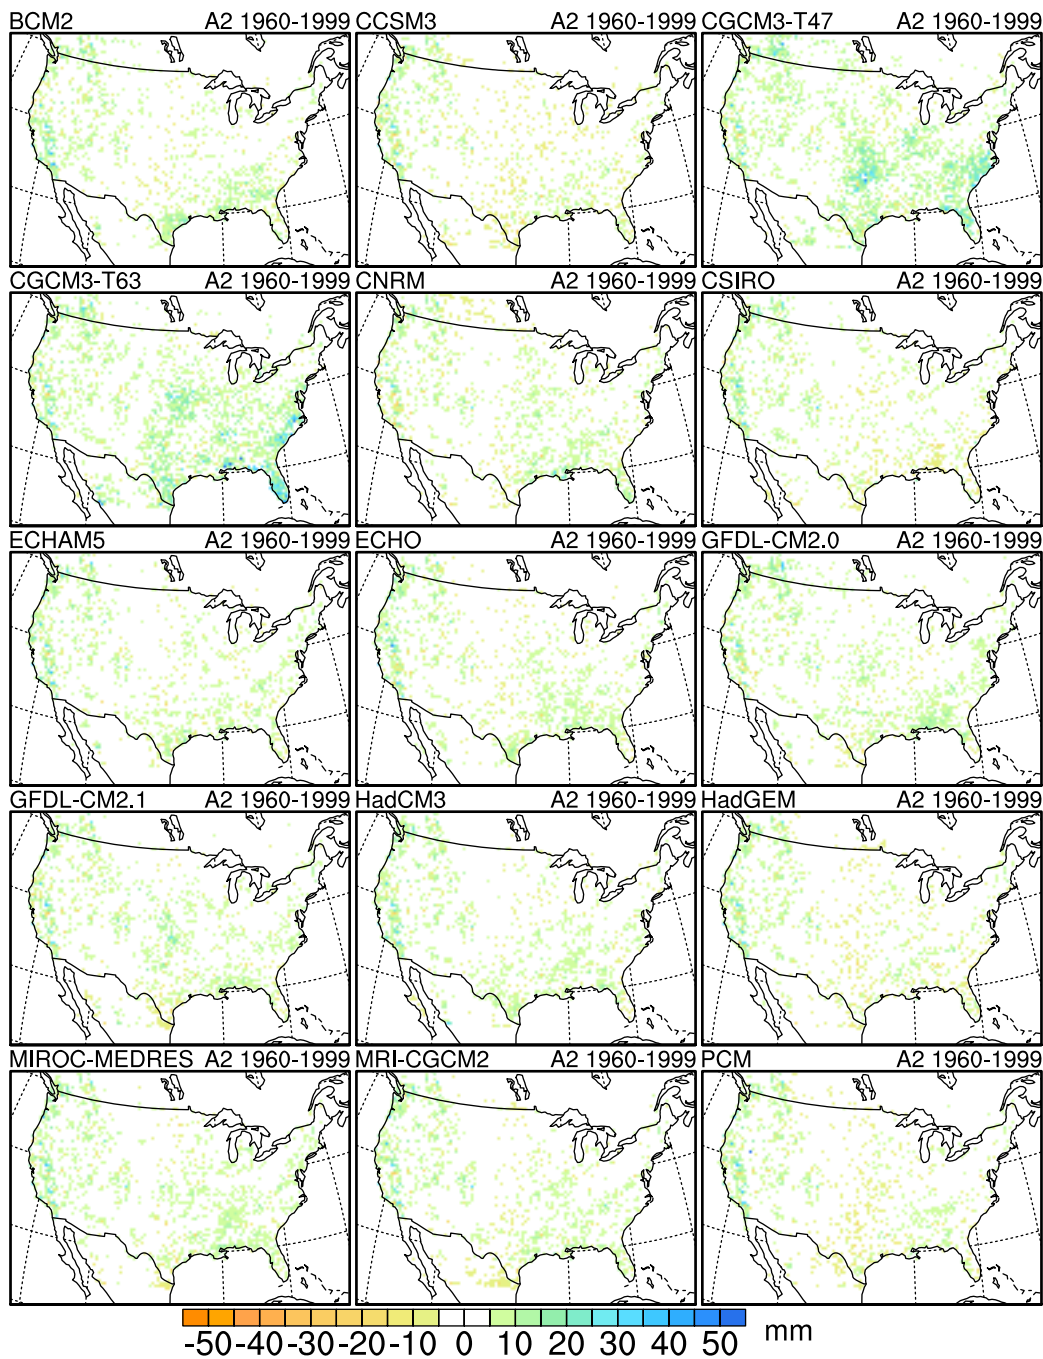 BCM2 A2 1960-1999 CCSM3 A2 1960-1999 CGCM3-T47 A2 1960-1999
CGCM3-T63 A2 1960-1999 CNRM A2 1960-1999 CSIRO A2 1960-1999
ECHAM5 A2 1960-1999 ECHO A2 1960-1999 GFDL-CM2.0 A2 1960-1999
GFDL-CM2.1 A2 1960-1999 HadCM3 A2 1960-1999 HadGEM A2 1960-1999
MIROC-MEDRES A2 1960-1999 MRI-CGCM2 A2 1960-1999 PCM A2 1960-1999
-50 -40 -30 -20 -10 0 10 20 30 40 50 mm